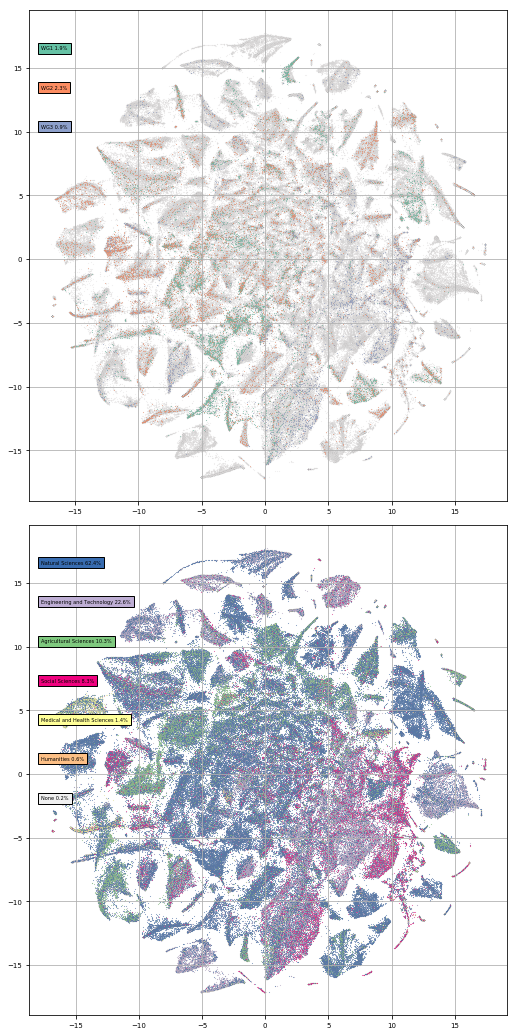 WG1 1.9%
WG2 2.3%
WG3 0.9%
15
10
5
0
−5
−10
−15
−15
−10
−5
0
5
10
15
Natural Sciences 62.4%
Engineering and Technology 22.6%
Agricultural Sciences 10.3%
Social Sciences 8.3%
Medical and Health Sciences 1.4%
Humanities 0.6%
None 0.2%
15
10
5
0
−5
−10
−15
−15
−10
−5
0
5
10
15